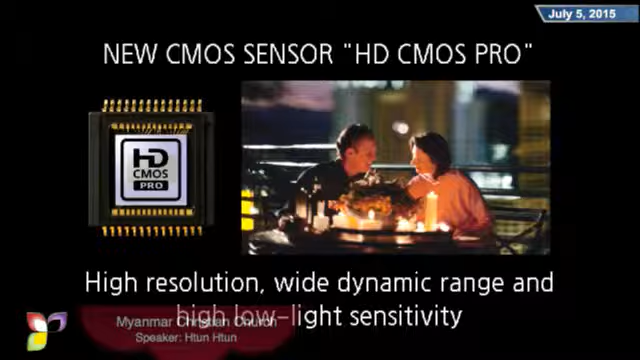 July 5, 2015
NEW CMOS SENSOR "HD CMOS PRO"
HD
CMOS
PRO
High resolution, wide dynamic range and
high low-light sensitivity
Myanmar Christian Church
Speaker: Htun Htun